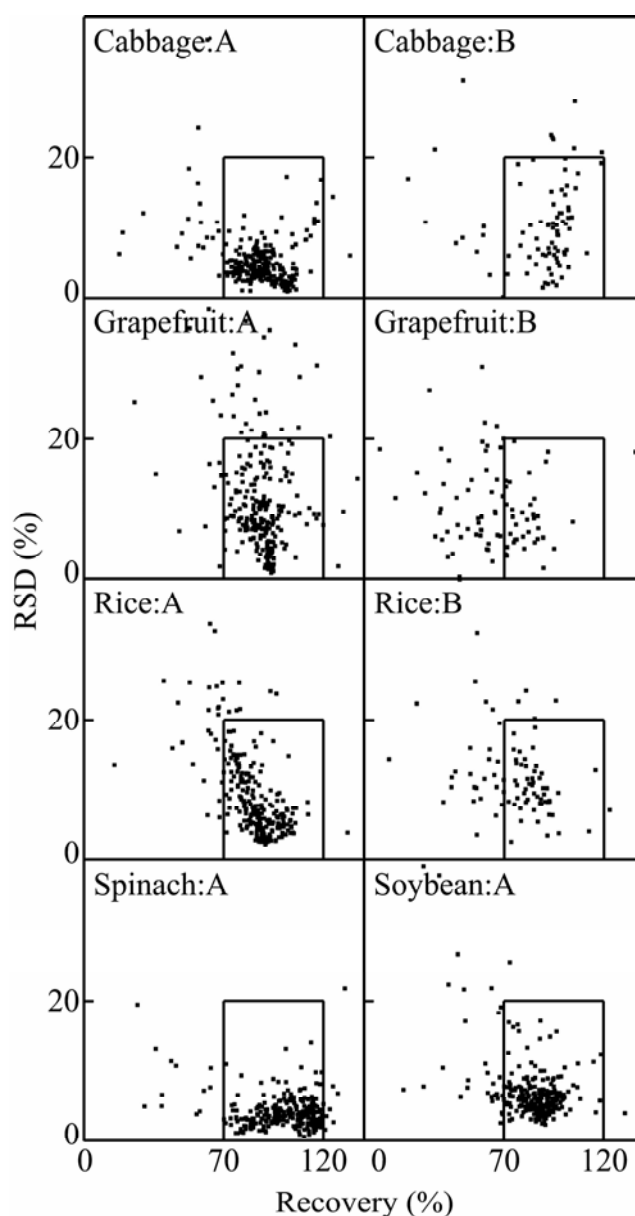 Cabbage:A
Cabbage:B
20
0
Grapefruit:A
Grapefruit:B
20
0
Rice:A
Rice:B
20
0
Spinach:A
Soybean:A
20
0
0 70 120 0 70 120
Recovery (%)
RSD (%)